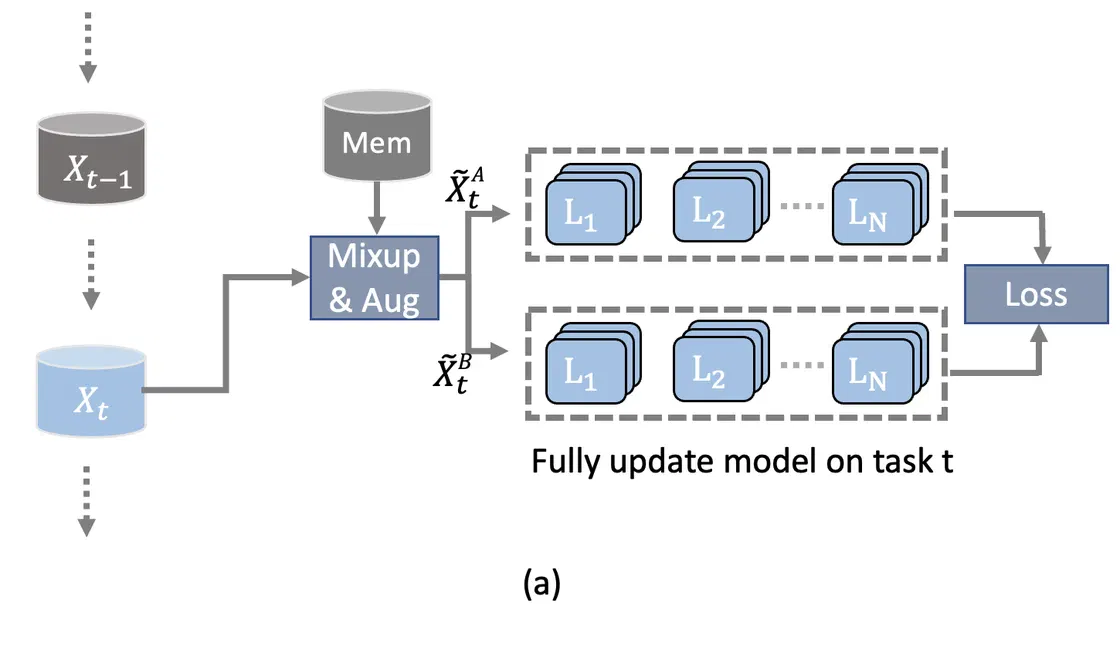 X_{t-1}
X_t
Mem
Mixup
& Aug
X̃_t^A
X̃_t^B
L_1 L_2 ...... L_N
L_1 L_2 ...... L_N
Loss
Fully update model on task t
(a)